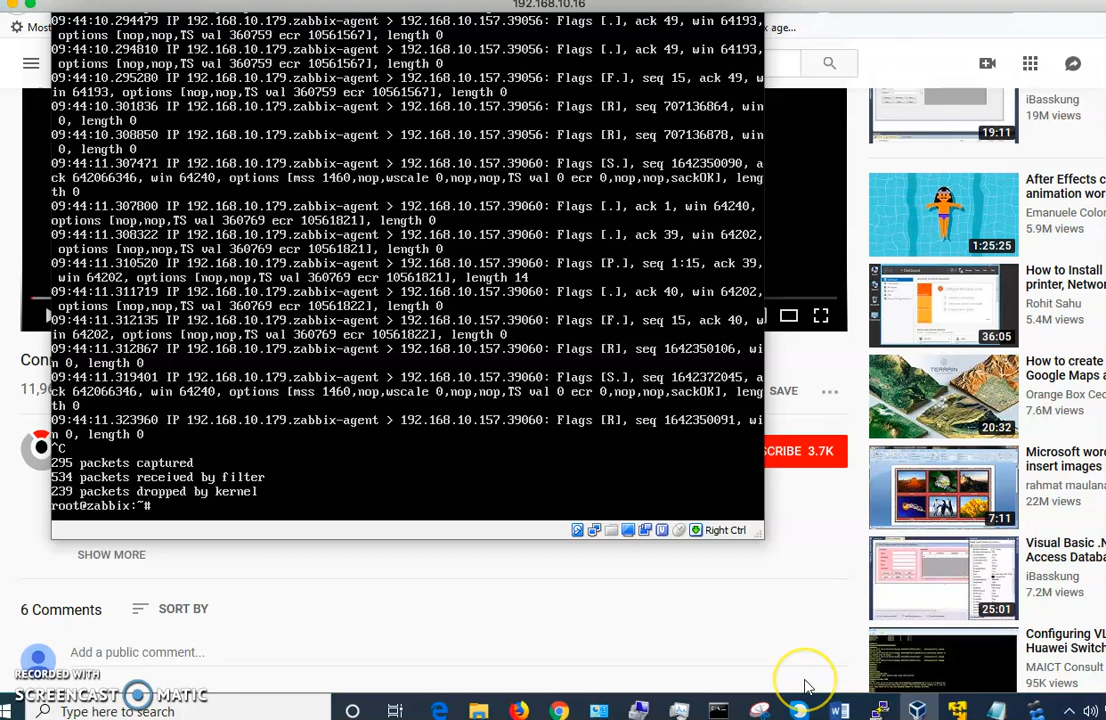 192.168.10.16
Mos
age...
09:44:10.294479 IP 192.168.10.179.zabbix-agent > 192.168.10.157.39056: Flags [.], ack 49, win 64193,
options [nop,nop,TS val 360759 ecr 10561567], length 0
09:44:10.294810 IP 192.168.10.179.zabbix-agent > 192.168.10.157.39056: Flags [.], ack 49, win 64193,
options [nop,nop,TS val 360759 ecr 10561567], length 0
09:44:10.295280 IP 192.168.10.179.zabbix-agent > 192.168.10.157.39056: Flags [F.], seq 15, ack 49, w
in 64193, options [nop,nop,TS val 360759 ecr 10561567], length 0
09:44:10.301836 IP 192.168.10.179.zabbix-agent > 192.168.10.157.39056: Flags [R], seq 707136864, win
0, length 0
09:44:10.308850 IP 192.168.10.179.zabbix-agent > 192.168.10.157.39056: Flags [R], seq 707136878, win
0, length 0
09:44:11.307471 IP 192.168.10.179.zabbix-agent > 192.168.10.157.39060: Flags [S.], seq 1642350090, a
ck 642066346, win 64240, options [mss 1460,nop,wscale 0,nop,nop,TS val 0 ecr 0,nop,nop,sackOK], leng
th 0
09:44:11.307800 IP 192.168.10.179.zabbix-agent > 192.168.10.157.39060: Flags [.], ack 1, win 64240,
options [nop,nop,TS val 360769 ecr 10561821], length 0
09:44:11.308322 IP 192.168.10.179.zabbix-agent > 192.168.10.157.39060: Flags [.], ack 39, win 64202,
options [nop,nop,TS val 360769 ecr 10561821], length 0
09:44:11.310520 IP 192.168.10.179.zabbix-agent > 192.168.10.157.39060: Flags [P.], seq 1:15, ack 39,
win 64202, options [nop,nop,TS val 360769 ecr 10561821], length 14
09:44:11.311719 IP 192.168.10.179.zabbix-agent > 192.168.10.157.39060: Flags [.], ack 40, win 64202,
options [nop,nop,TS val 360769 ecr 10561822], length 0
09:44:11.312135 IP 192.168.10.179.zabbix-agent > 192.168.10.157.39060: Flags [F.], seq 15, ack 40, w
in 64202, options [nop,nop,TS val 360769 ecr 10561822], length 0
09:44:11.312867 IP 192.168.10.179.zabbix-agent > 192.168.10.157.39060: Flags [R], seq 1642350106, wi
n 0, length 0
09:44:11.319401 IP 192.168.10.179.zabbix-agent > 192.168.10.157.39060: Flags [S.], seq 1642372045, a
ck 642066346, win 64240, options [mss 1460,nop,wscale 0,nop,nop,TS val 0 ecr 0,nop,nop,sackOK], leng
th 0
09:44:11.323960 IP 192.168.10.179.zabbix-agent > 192.168.10.157.39060: Flags [R], seq 1642350091, wi
n 0, length 0
^C
295 packets captured
534 packets received by filter
239 packets dropped by kernel
root@zabbix:~#
Right Ctrl
Con
11,9
SAVE
SCRIBE 3.7K
SHOW MORE
6 Comments
SORT BY
Add a public comment...
RECORDED WITH
SCREENCAST MATIC
Type here to search
iBasskung
19M views
19:11
After Effects c
animation wor
Emanuele Color
5.9M views
1:25:25
How to Install
printer, Netwo
Rohit Sahu
5.4M views
36:05
How to create
Google Maps a
Orange Box Ceo
7.6M views
20:32
Microsoft word
insert images
rahmat maulana
22M views
7:11
Visual Basic .N
Access Databa
iBasskung
7.2M views
25:01
Configuring VL
Huawei Switch
MAICT Consult
95K views